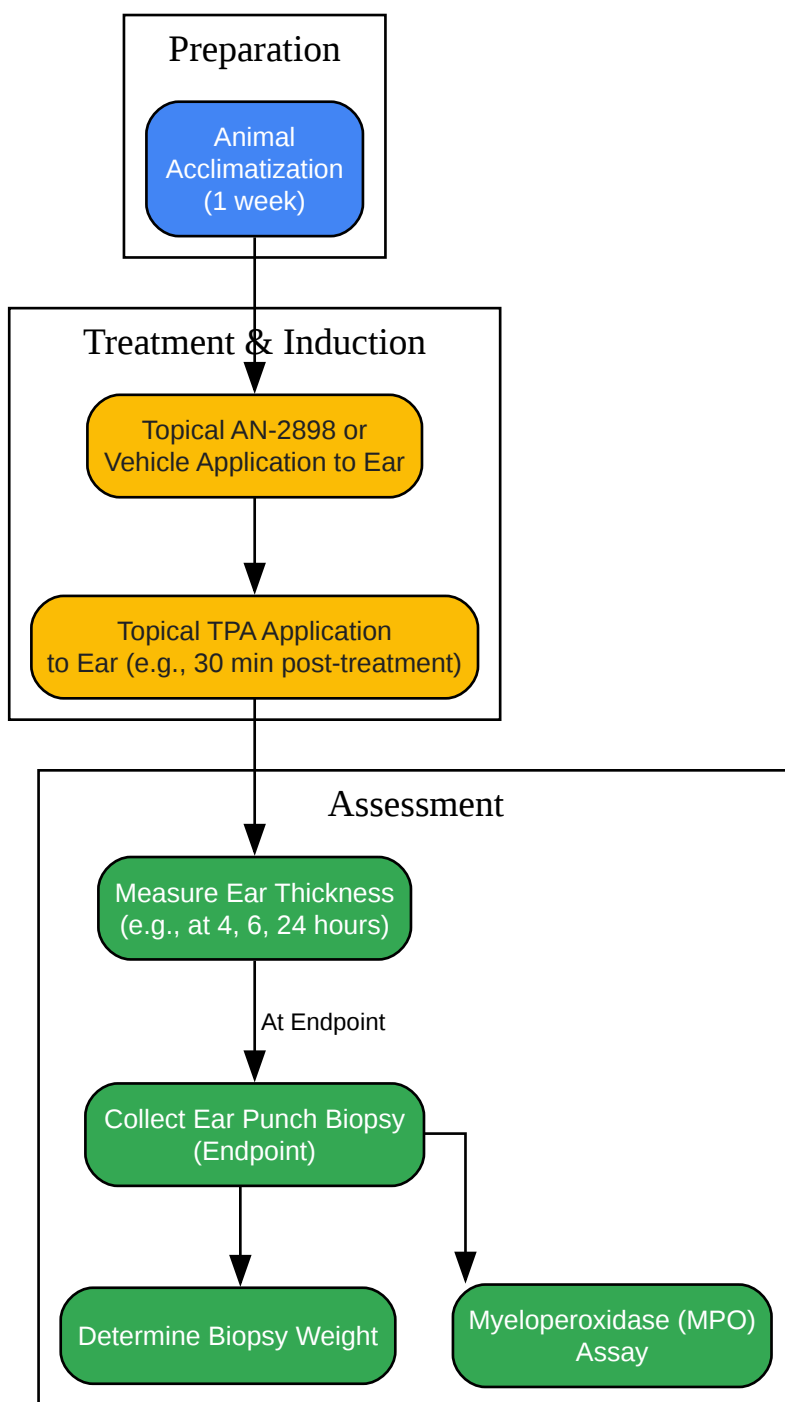 Preparation
Animal
Acclimatization
(1 week)
Treatment & Induction
Topical AN-2898 or
Vehicle Application to Ear
Topical TPA Application
to Ear (e.g., 30 min post-treatment)
Assessment
Measure Ear Thickness
(e.g., at 4, 6, 24 hours)
At Endpoint
Collect Ear Punch Biopsy
(Endpoint)
Determine Biopsy Weight
Myeloperoxidase (MPO)
Assay